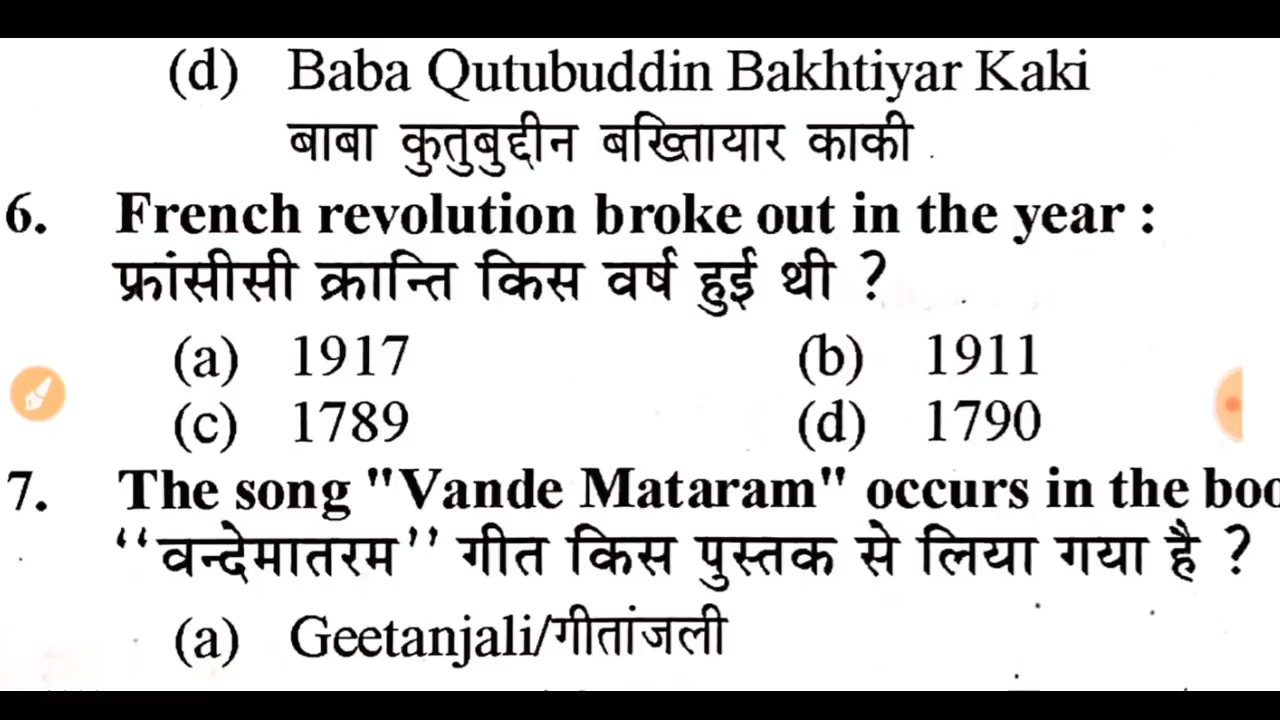 (d) Baba Qutubuddin Bakhtiyar Kaki
बाबा कुतुबुद्दीन बख्तियार काकी
6. French revolution broke out in the year :
फ्रांसीसी क्रान्ति किस वर्ष हुई थी ?
(a) 1917 (b) 1911
(c) 1789 (d) 1790
7. The song "Vande Mataram" occurs in the
“वन्देमातरम” गीत किस पुस्तक से लिया गया है ?
(a) Geetanjali/गीतांजली